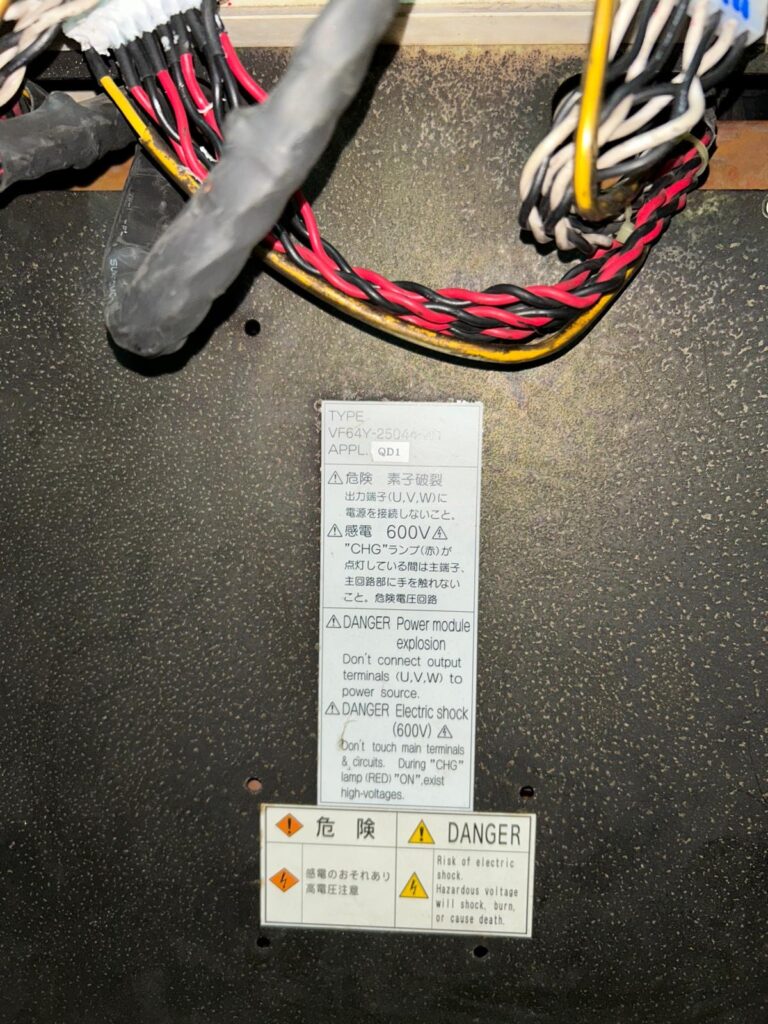 TYPE
VF64Y-25044
APPL. QD1
⚠危険 素子破裂
出力端子(U,V,W)に
電源を接続しないこと。
⚠感電 600V⚠
"CHG"ランプ(赤)が
点灯している間は主端子、
主回路部に手を触れない
こと。危険電圧回路
⚠DANGER Power module
explosion
Don't connect output
terminals (U,V,W) to
power source.
⚠DANGER Electric shock
(600V) ⚠
Don't touch main terminals
& circuits. During "CHG"
lamp (RED) "ON", exist
high-voltages.
危険
感電のおそれあり
高電圧注意
DANGER
Risk of electric
shock.
Hazardous voltage
will shock, burn,
or cause death.